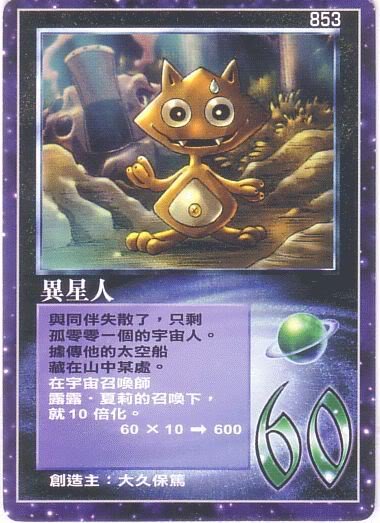 853
異星人
與同伴失散了，只剩
孤零零一個的宇宙人。
據傳他的太空船
藏在山中某處。
在宇宙召喚師
露露・夏莉的召喚下，
就10倍化。
60 × 10 ➞ 600
60
創造主：大久保篤